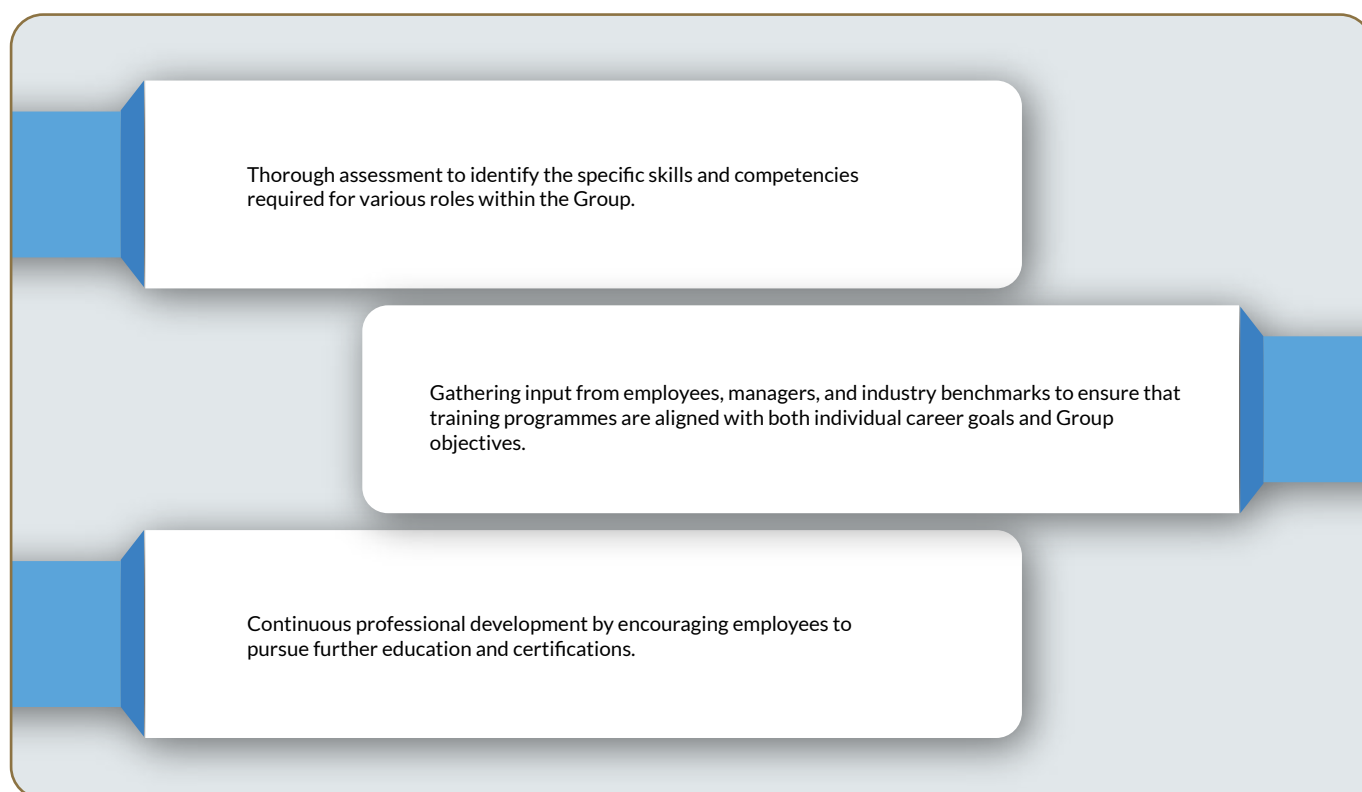 Thorough assessment to identify the specific skills and competencies
required for various roles within the Group.
Gathering input from employees, managers, and industry benchmarks to ensure that
training programmes are aligned with both individual career goals and Group
objectives.
Continuous professional development by encouraging employees to
pursue further education and certifications.